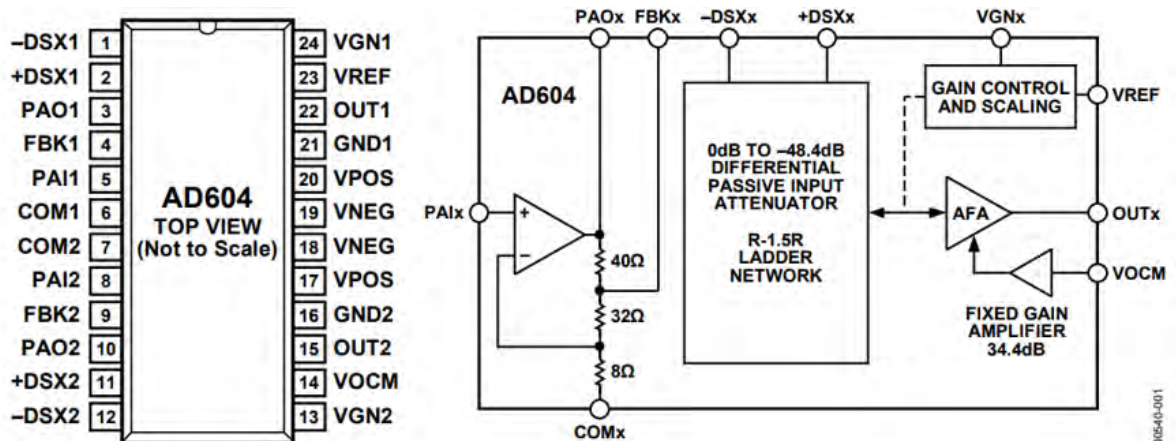 –DSX1 1
+DSX1 2
PAO1 3
FBK1 4
PAI1 5
COM1 6
COM2 7
PAI2 8
FBK2 9
PAO2 10
+DSX2 11
–DSX2 12
AD604
TOP VIEW
(Not to Scale)
24 VGN1
23 VREF
22 OUT1
21 GND1
20 VPOS
19 VNEG
18 VNEG
17 VPOS
16 GND2
15 OUT2
14 VOCM
13 VGN2
PAOx FBKx –DSXx +DSXx VGNx
AD604
GAIN CONTROL
AND SCALING
VREF
0dB TO –48.4dB
DIFFERENTIAL
PASSIVE INPUT
ATTENUATOR
R-1.5R
LADDER
NETWORK
PAIx
+
–
40Ω
32Ω
8Ω
COMx
AFA
OUTx
VOCM
FIXED GAIN
AMPLIFIER
34.4dB
00540-001